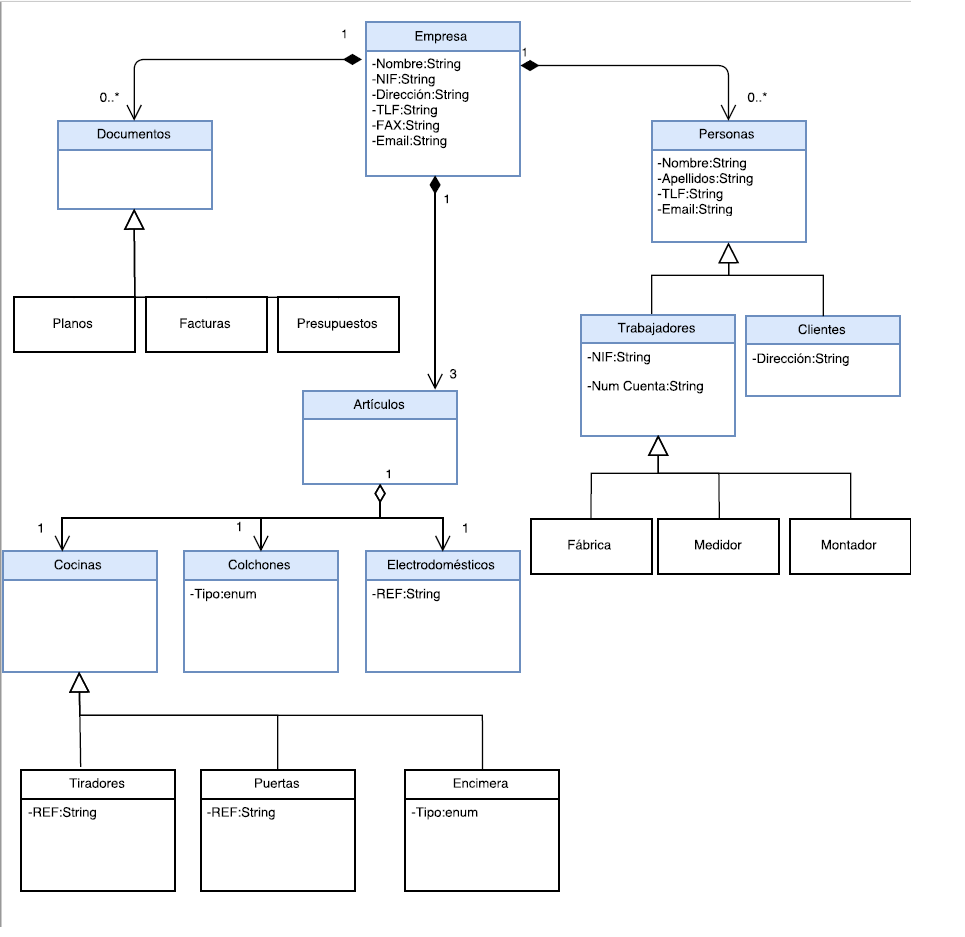 Empresa
-Nombre:String
-NIF:String
-Dirección:String
-TLF:String
-FAX:String
-Email:String
1
1
1
0..*
0..*
3
Documentos
Personas
-Nombre:String
-Apellidos:String
-TLF:String
-Email:String
Planos
Facturas
Presupuestos
Trabajadores
-NIF:String
-Num Cuenta:String
Clientes
-Dirección:String
Artículos
1
1
1
1
Fábrica
Medidor
Montador
Cocinas
Colchones
-Tipo:enum
Electrodomésticos
-REF:String
Tiradores
-REF:String
Puertas
-REF:String
Encimera
-Tipo:enum